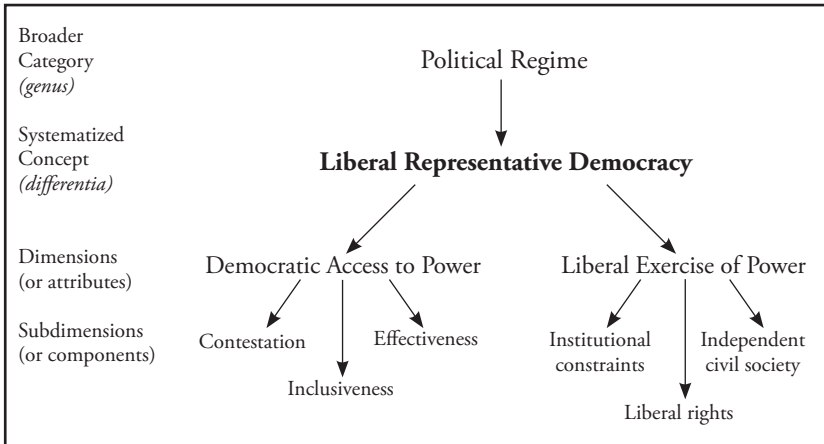 Broader
Category
(genus)
Political Regime
Systematized
Concept
(differentia)
Liberal Representative Democracy
Dimensions
(or attributes)
Democratic Access to Power
Liberal Exercise of Power
Subdimensions
(or components)
Contestation
Effectiveness
Inclusiveness
Institutional
constraints
Independent
civil society
Liberal rights